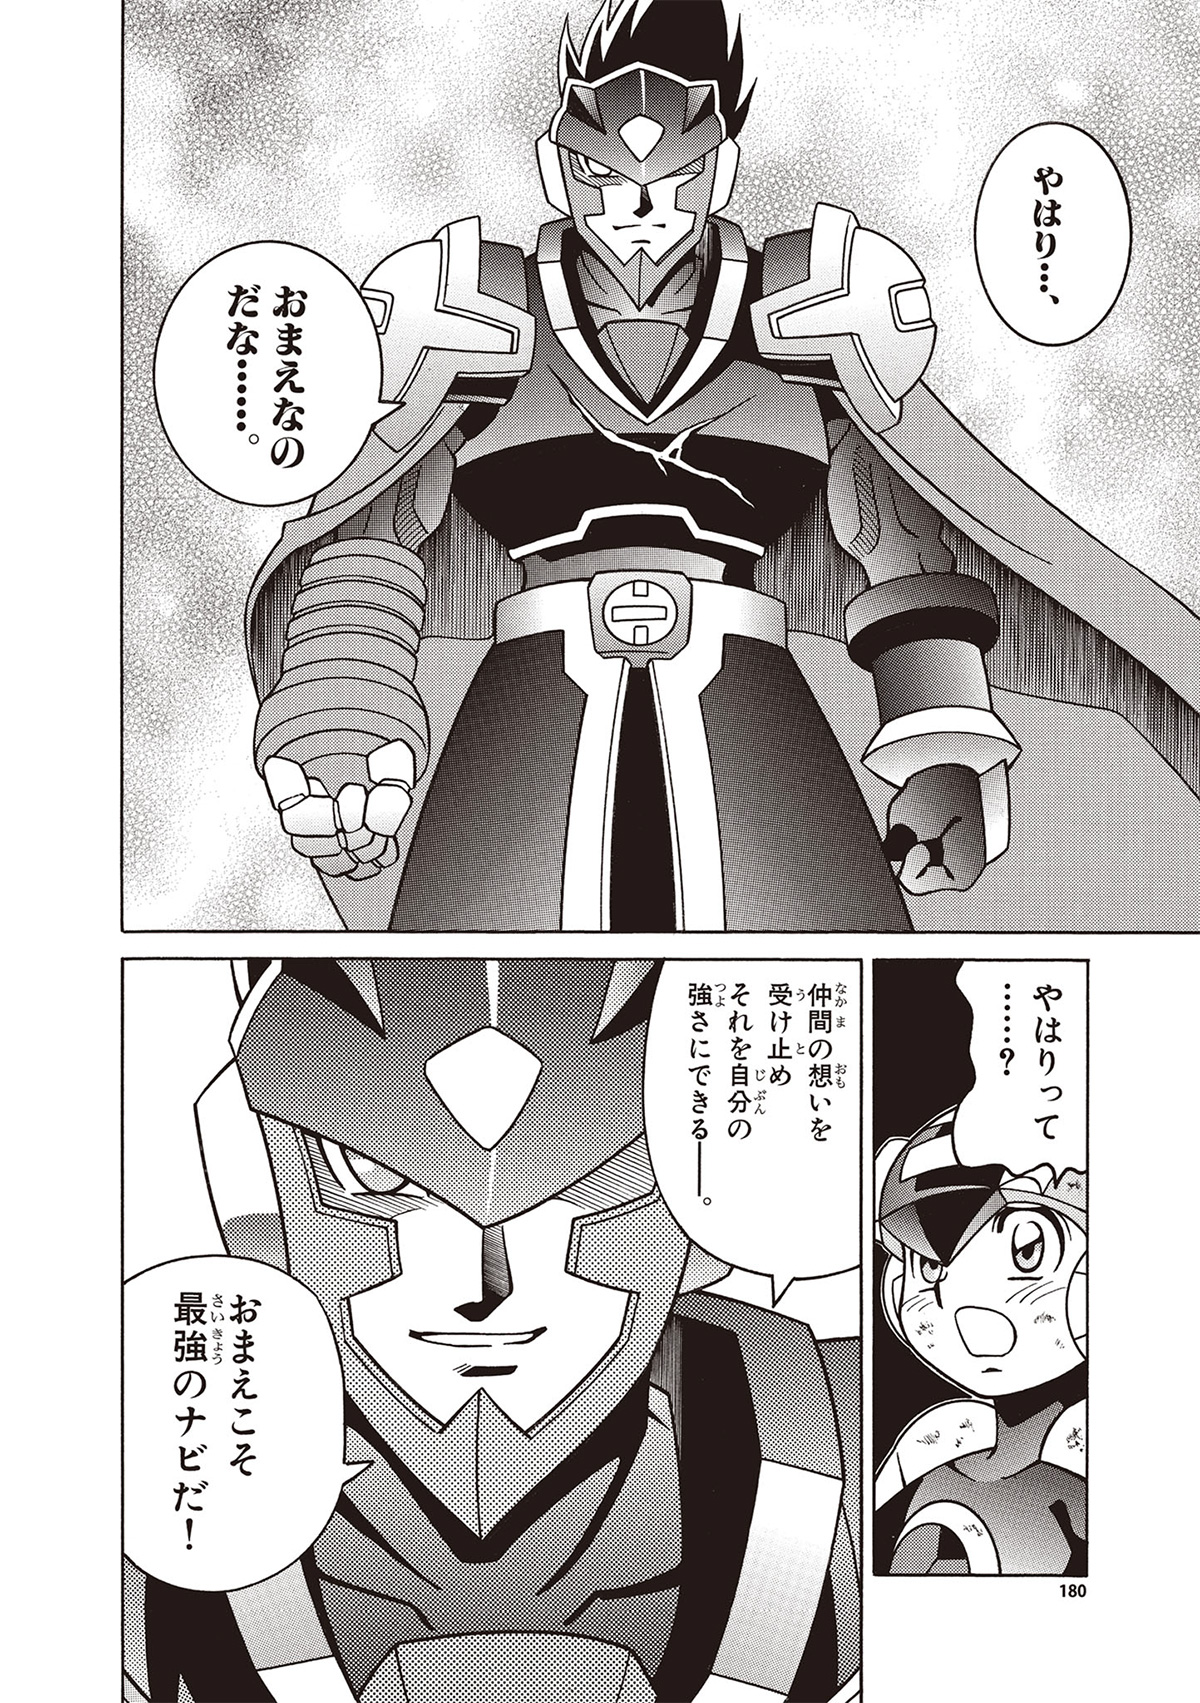 やはり…、
おまえなの
だな……。
やはりって
……?
仲間の想いを
受け止め
それを自分の
強さにできる——。
おまえこそ
最強のナビだ!
180